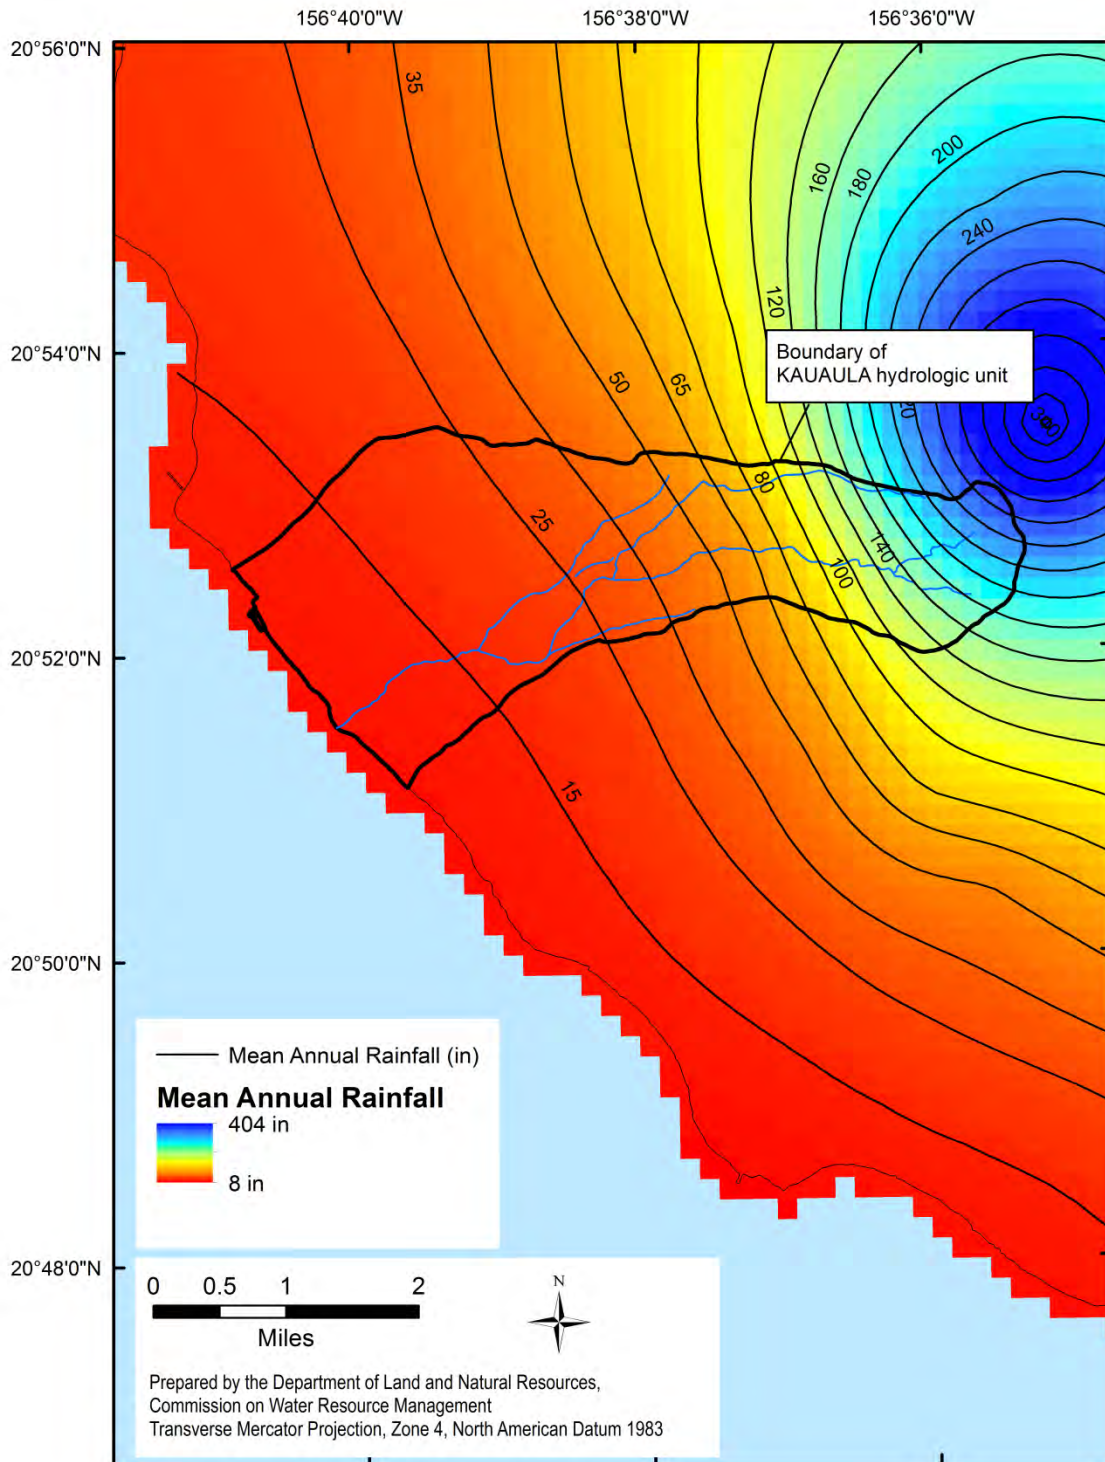 156°40'0"W 156°38'0"W 156°36'0"W
20°56'0"N
35
200
160
180
240
120
20°54'0"N
Boundary of
KAUAULA hydrologic unit
50
65
80
25
140
100
20°52'0"N
15
20°50'0"N
Mean Annual Rainfall (in)
Mean Annual Rainfall
404 in
8 in
20°48'0"N
0 0.5 1 2
Miles
N
Prepared by the Department of Land and Natural Resources,
Commission on Water Resource Management
Transverse Mercator Projection, Zone 4, North American Datum 1983